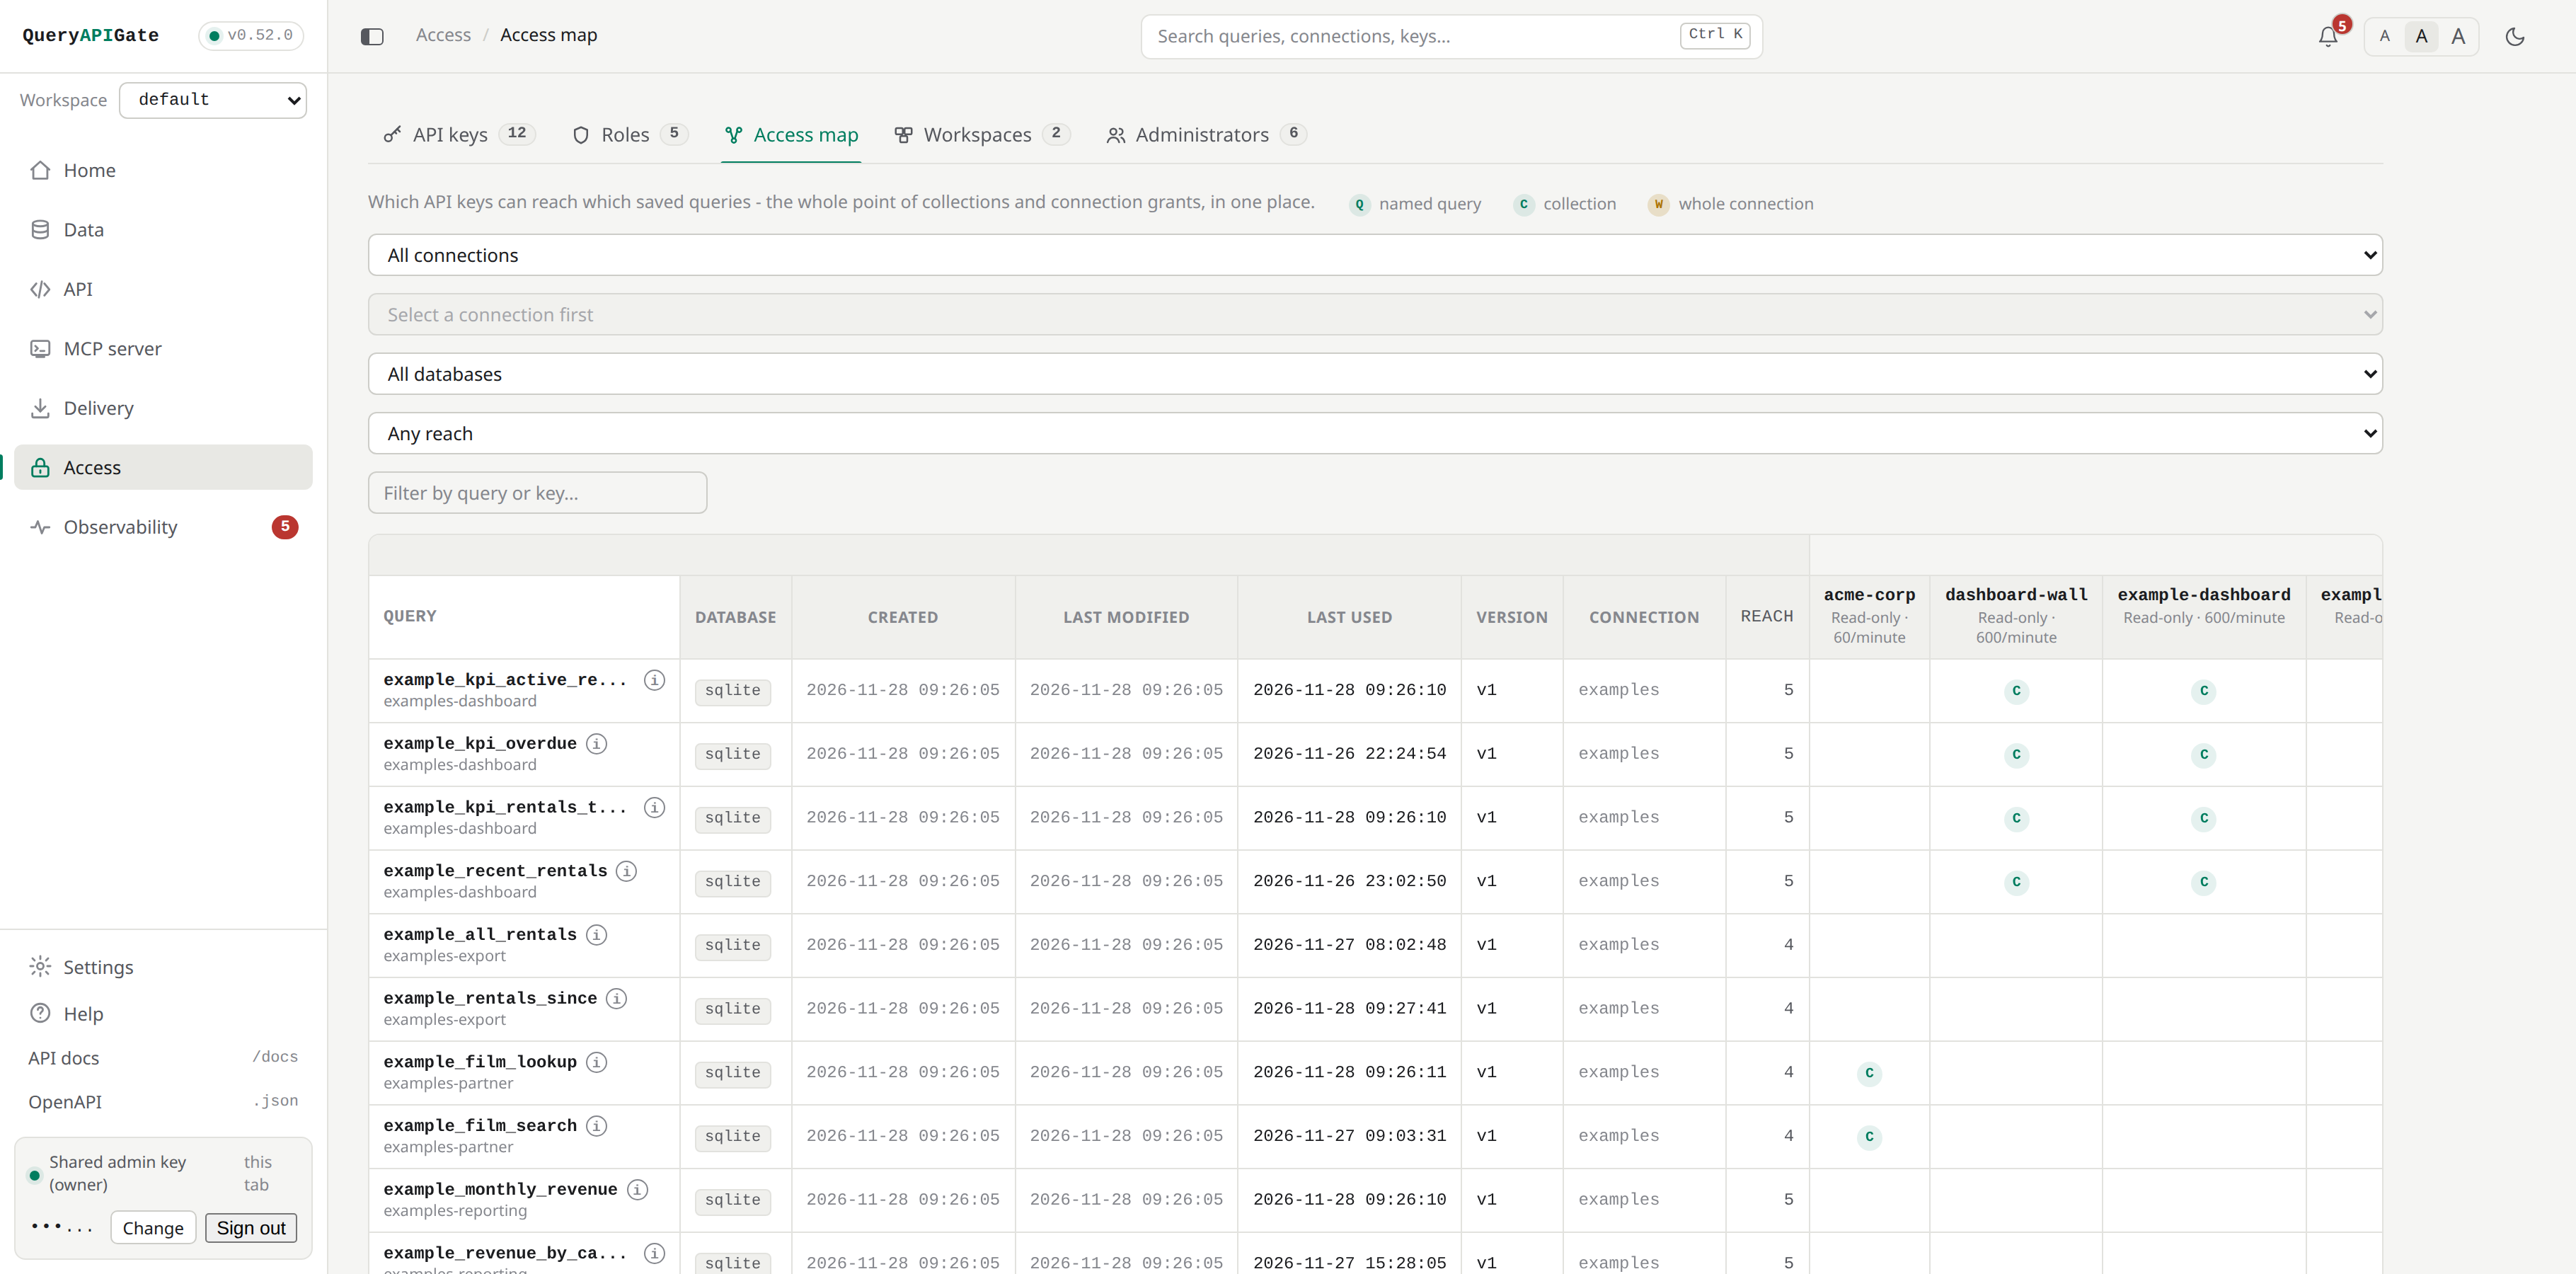 QueryAPIGate
v0.52.0
Access / Access map
Search queries, connections, keys...
Ctrl K
5
A A A
Workspace
default
Home
Data
API
MCP server
Delivery
Access
Observability
5
Settings
Help
API docs /docs
OpenAPI .json
Shared admin key (owner)
this tab
•••...
Change
Sign out
API keys 12
Roles 5
Access map
Workspaces 2
Administrators 6
Which API keys can reach which saved queries - the whole point of collections and connection grants, in one place.
Q named query
C collection
W whole connection
All connections
Select a connection first
All databases
Any reach
Filter by query or key...
QUERY DATABASE CREATED LAST MODIFIED LAST USED VERSION CONNECTION REACH
acme-corp
Read-only · 60/minute
dashboard-wall
Read-only · 600/minute
example-dashboard
Read-only · 600/minute
exampl
Read-o
example_kpi_active_re... i
examples-dashboard
sqlite 2026-11-28 09:26:05 2026-11-28 09:26:05 2026-11-28 09:26:10 v1 examples 5 C C
example_kpi_overdue i
examples-dashboard
sqlite 2026-11-28 09:26:05 2026-11-28 09:26:05 2026-11-26 22:24:54 v1 examples 5 C C
example_kpi_rentals_t... i
examples-dashboard
sqlite 2026-11-28 09:26:05 2026-11-28 09:26:05 2026-11-28 09:26:10 v1 examples 5 C C
example_recent_rentals i
examples-dashboard
sqlite 2026-11-28 09:26:05 2026-11-28 09:26:05 2026-11-26 23:02:50 v1 examples 5 C C
example_all_rentals i
examples-export
sqlite 2026-11-28 09:26:05 2026-11-28 09:26:05 2026-11-27 08:02:48 v1 examples 4
example_rentals_since i
examples-export
sqlite 2026-11-28 09:26:05 2026-11-28 09:26:05 2026-11-28 09:27:41 v1 examples 4
example_film_lookup i
examples-partner
sqlite 2026-11-28 09:26:05 2026-11-28 09:26:05 2026-11-28 09:26:11 v1 examples 4 C
example_film_search i
examples-partner
sqlite 2026-11-28 09:26:05 2026-11-28 09:26:05 2026-11-27 09:03:31 v1 examples 4 C
example_monthly_revenue i
examples-reporting
sqlite 2026-11-28 09:26:05 2026-11-28 09:26:05 2026-11-28 09:26:10 v1 examples 5
example_revenue_by_ca... i
examples-reporting
sqlite 2026-11-28 09:26:05 2026-11-28 09:26:05 2026-11-27 15:28:05 v1 examples 5